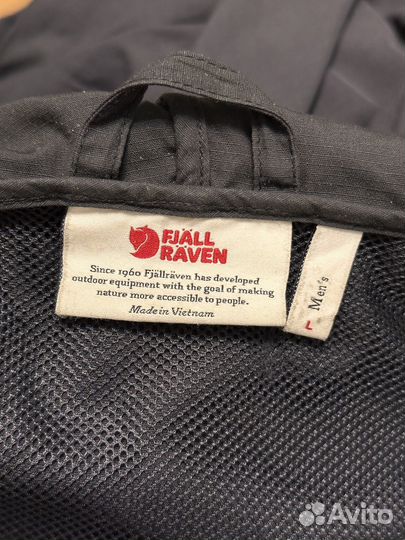 FJÄLL
RÄVEN
Since 1960 Fjällräven has developed
outdoor equipment with the goal of making
nature more accessible to people.
Made in Vietnam
Men's
L
Avito